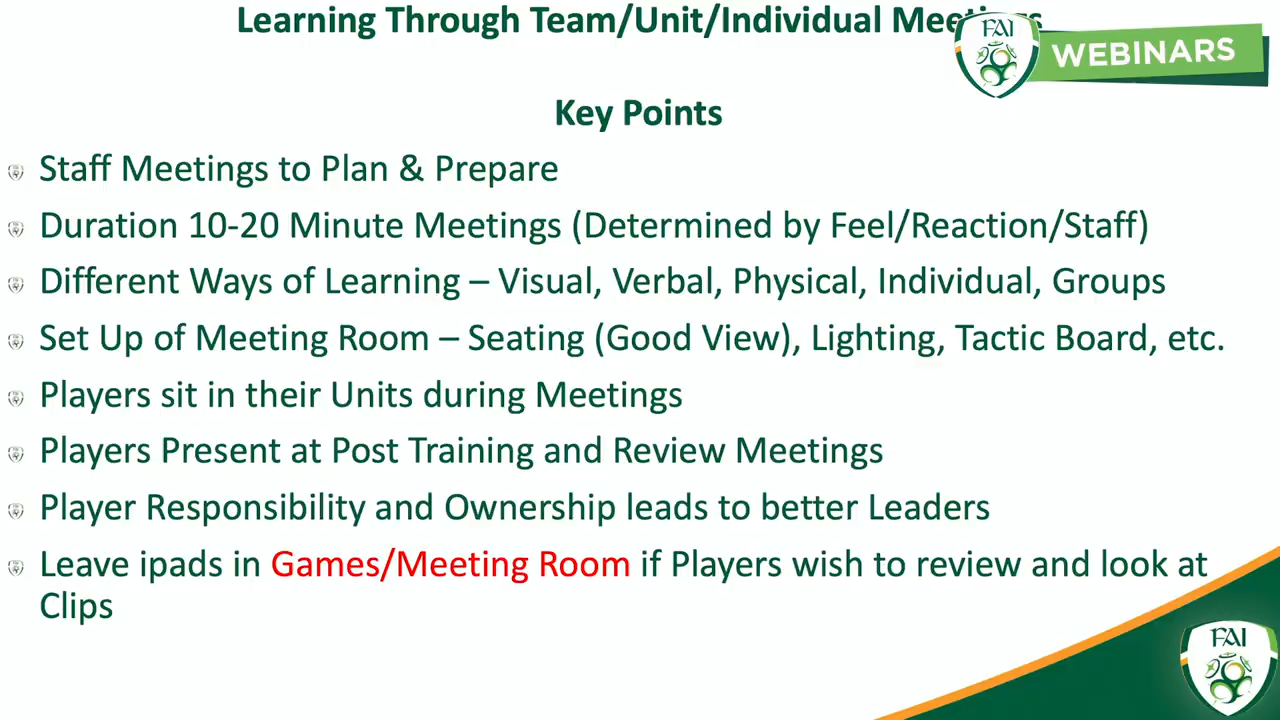 Learning Through Team/Unit/Individual Meetings
FAI
WEBINARS
Key Points
Staff Meetings to Plan & Prepare
Duration 10-20 Minute Meetings (Determined by Feel/Reaction/Staff)
Different Ways of Learning – Visual, Verbal, Physical, Individual, Groups
Set Up of Meeting Room – Seating (Good View), Lighting, Tactic Board, etc.
Players sit in their Units during Meetings
Players Present at Post Training and Review Meetings
Player Responsibility and Ownership leads to better Leaders
Leave ipads in Games/Meeting Room if Players wish to review and look at
Clips
FAI